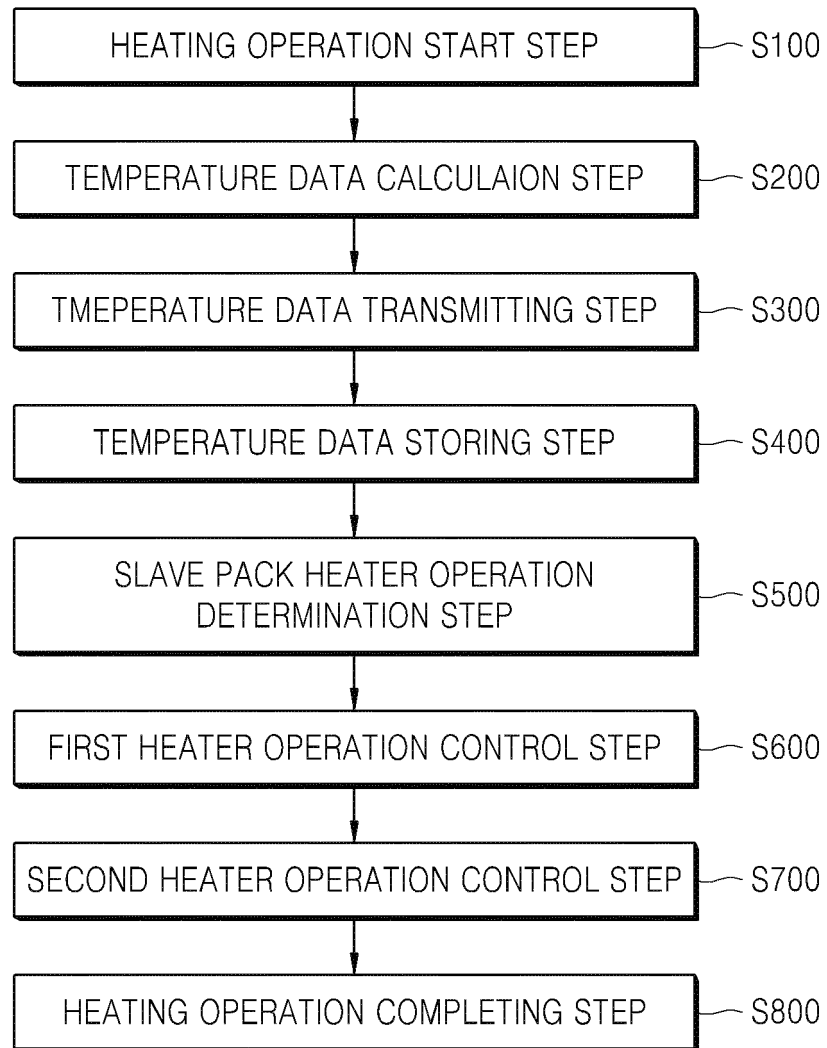 HEATING OPERATION START STEP S100
TEMPERATURE DATA CALCULAION STEP S200
TMEPERATURE DATA TRANSMITTING STEP S300
TEMPERATURE DATA STORING STEP S400
SLAVE PACK HEATER OPERATION
DETERMINATION STEP S500
FIRST HEATER OPERATION CONTROL STEP S600
SECOND HEATER OPERATION CONTROL STEP S700
HEATING OPERATION COMPLETING STEP S800